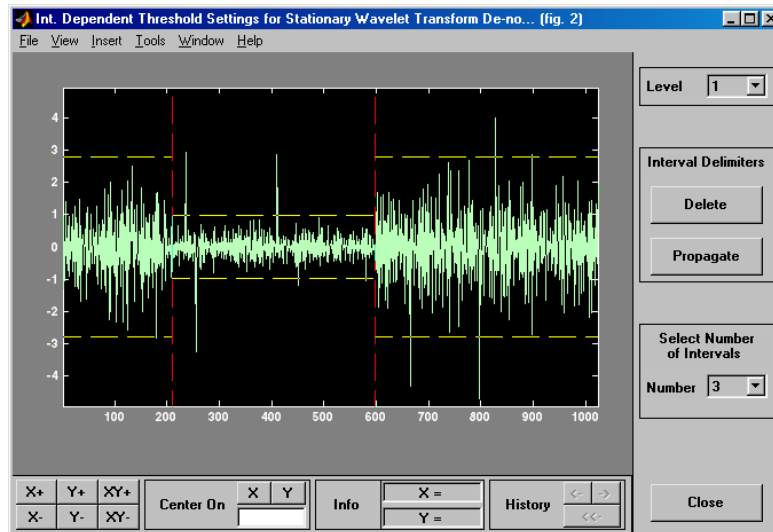 Int. Dependent Threshold Settings for Stationary Wavelet Transform De-no... (fig. 2)
File View Insert Tools Window Help
Level 1
4
3
2
1
0
-1
-2
-3
-4
100 200 300 400 500 600 700 800 900 1000
Interval Delimiters
Delete
Propagate
Select Number
of Intervals
Number 3
X+ Y+ XY+
X- Y- XY-
Center On X Y
Info X =
Y =
History <- ->
<<-
Close